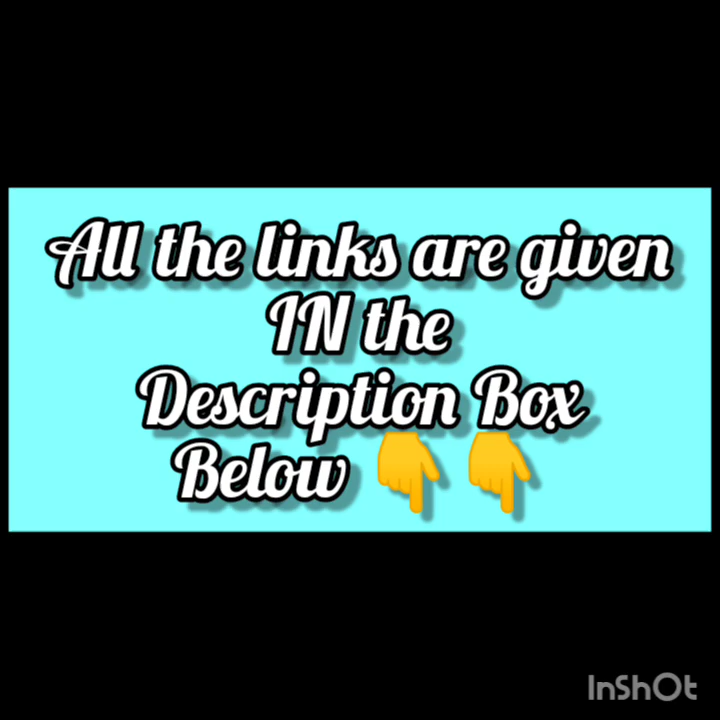 All the links are given
IN the
Description Box
Below 👇👇
InShOt